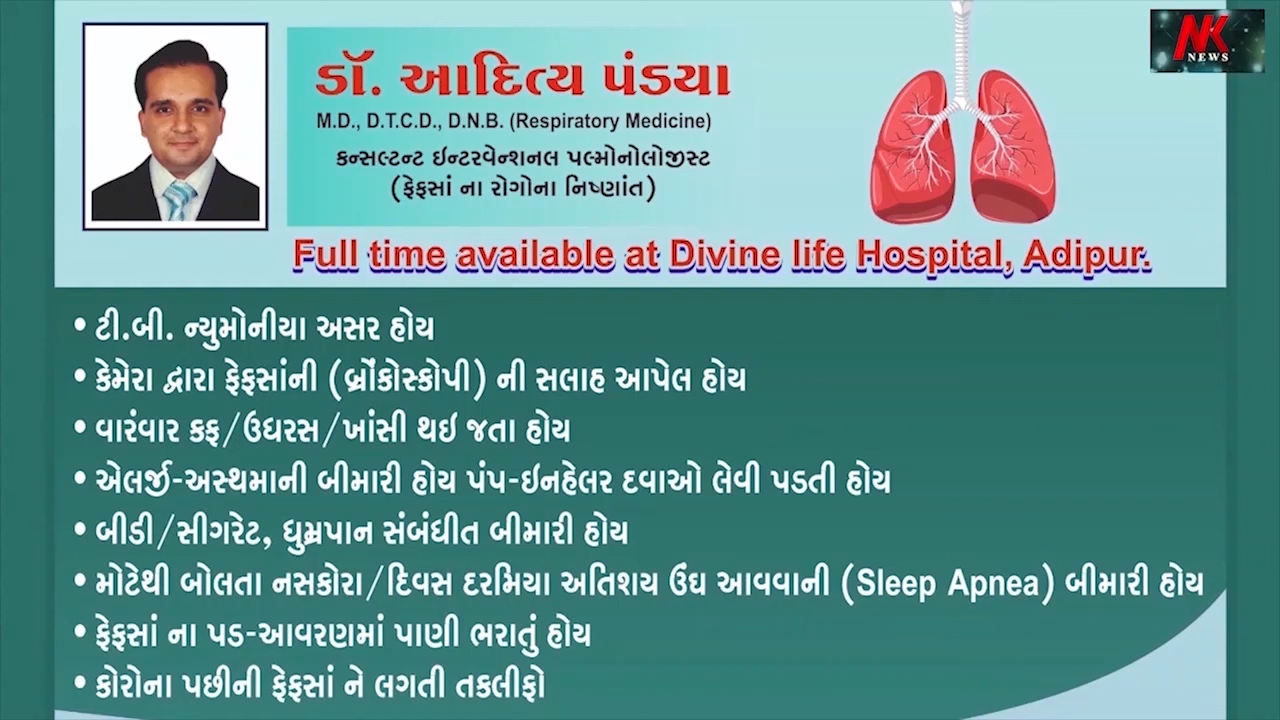 NK
NEWS
ડૉ. આદિત્ય પંડ્યા
M.D., D.T.C.D., D.N.B. (Respiratory Medicine)
કન્સલ્ટન્ટ ઇન્ટરવેન્શનલ પલ્મોનોલોજીસ્ટ
(ફેફસાં ના રોગોના નિષ્ણાંત)
Full time available at Divine life Hospital, Adipur.
• ટી.બી. ન્યુમોનીયા અસર હોય
• કેમેરા દ્વારા ફેફસાંની (બ્રોંકોસ્કોપી) ની સલાહ આપેલ હોય
• વારંવાર કફ/ઉધરસ/ખાંસી થઇ જતા હોય
• એલર્જી-અસ્થમાની બીમારી હોય પંપ-ઇનહેલર દવાઓ લેવી પડતી હોય
• બીડી/સીગરેટ, ધુમ્રપાન સંબંધીત બીમારી હોય
• મોટેથી બોલતા નસકોરા/દિવસ દરમિયા અતિશય ઉંઘ આવવાની (Sleep Apnea) બીમારી હોય
• ફેફસાં ના પડ-આવરણમાં પાણી ભરાતું હોય
• કોરોના પછીની ફેફસાં ને લગતી તકલીફો